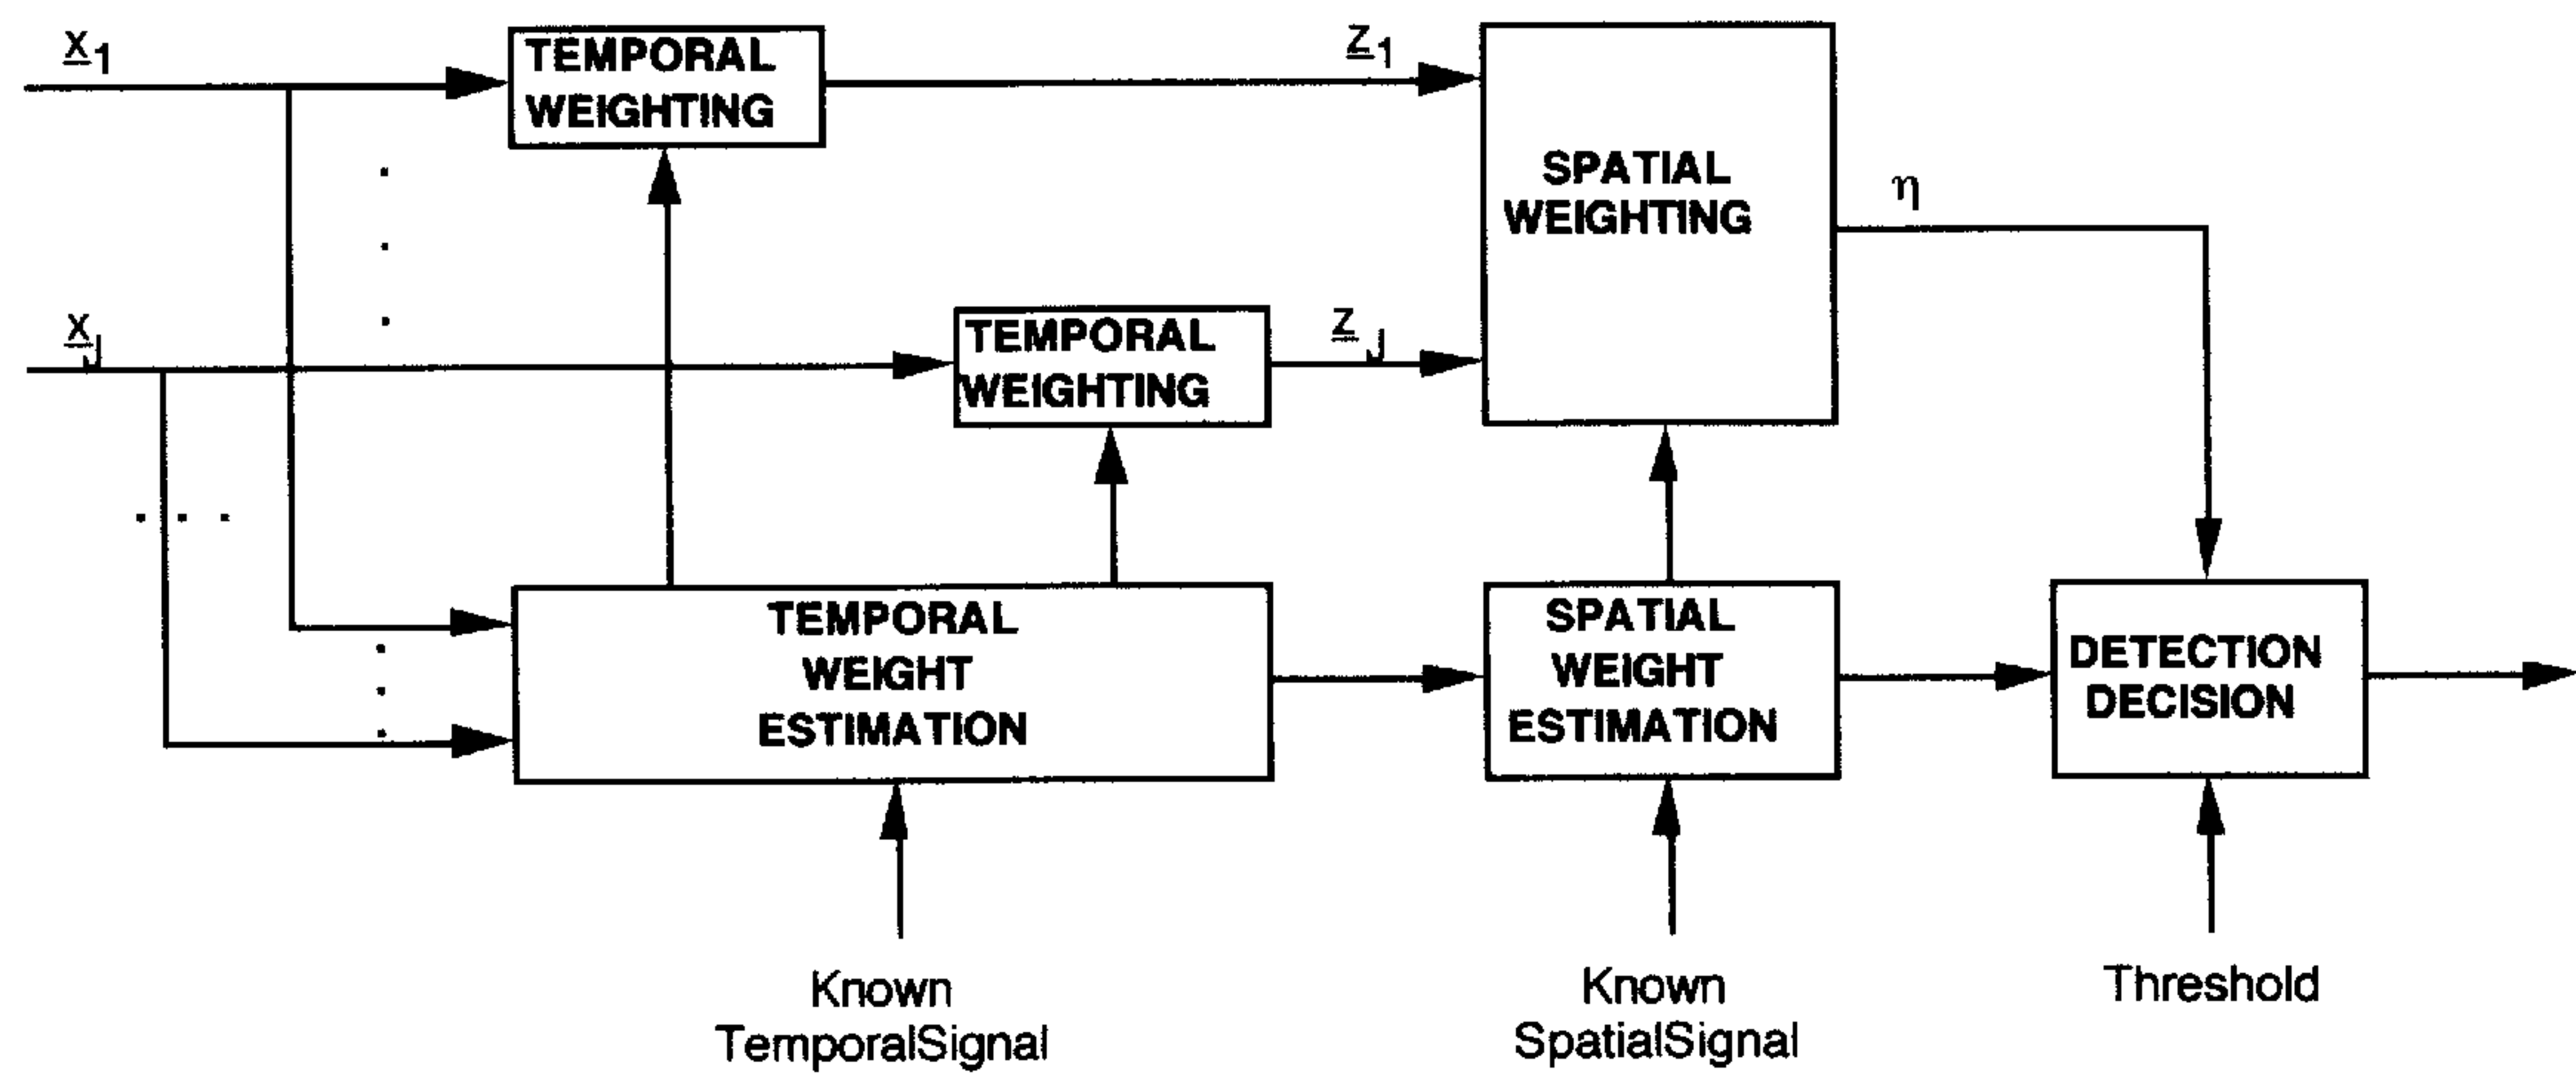 x1
TEMPORAL
WEIGHTING
z1
SPATIAL
WEIGHTING
η
xJ
TEMPORAL
WEIGHTING
zJ
TEMPORAL
WEIGHT
ESTIMATION
SPATIAL
WEIGHT
ESTIMATION
DETECTION
DECISION
Known
TemporalSignal
Known
SpatialSignal
Threshold